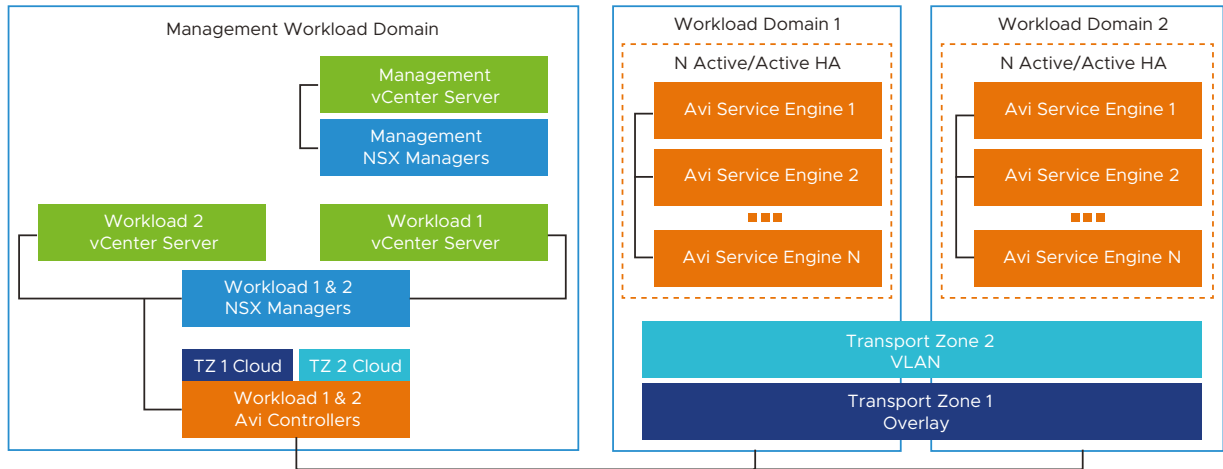 Management Workload Domain
Management
vCenter Server
Management
NSX Managers
Workload 2
vCenter Server
Workload 1
vCenter Server
Workload 1 & 2
NSX Managers
TZ 1 Cloud
TZ 2 Cloud
Workload 1 & 2
Avi Controllers
Workload Domain 1
N Active/Active HA
Avi Service Engine 1
Avi Service Engine 2
Avi Service Engine N
Workload Domain 2
N Active/Active HA
Avi Service Engine 1
Avi Service Engine 2
Avi Service Engine N
Transport Zone 2
VLAN
Transport Zone 1
Overlay